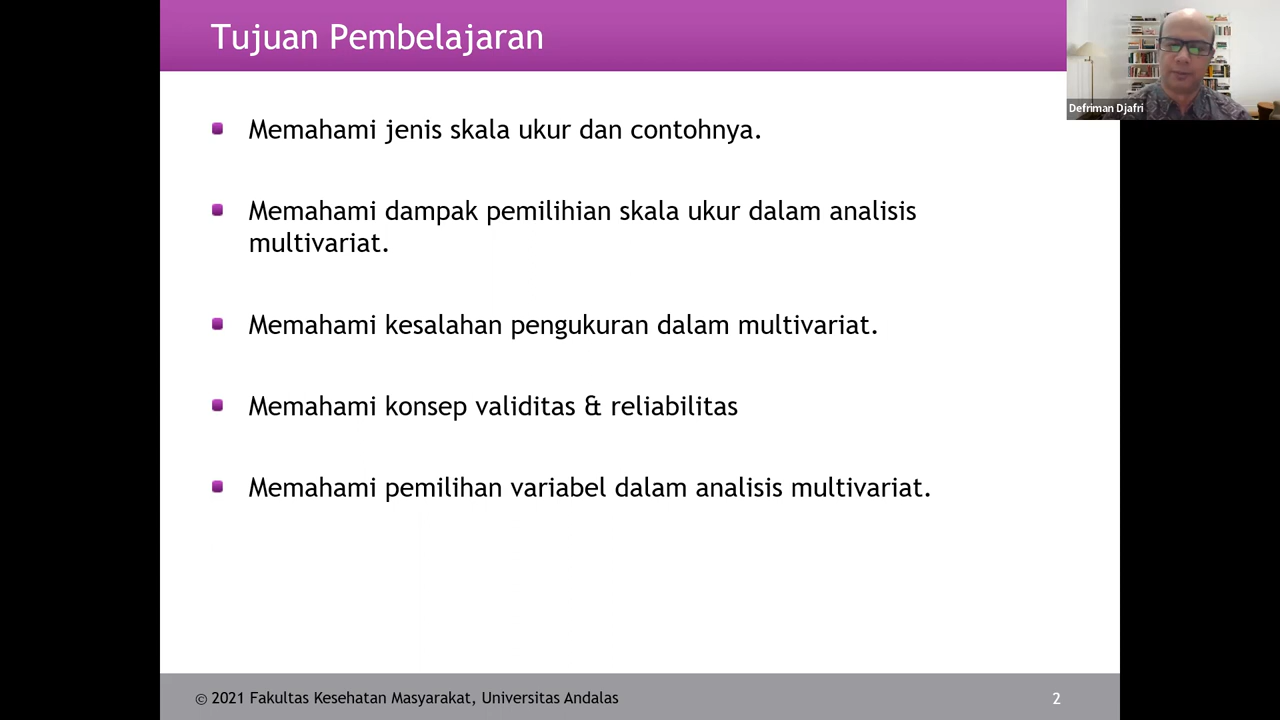 Tujuan Pembelajaran
Defriman Djafri
Memahami jenis skala ukur dan contohnya.
Memahami dampak pemilihian skala ukur dalam analisis
multivariat.
Memahami kesalahan pengukuran dalam multivariat.
Memahami konsep validitas & reliabilitas
Memahami pemilihan variabel dalam analisis multivariat.
© 2021 Fakultas Kesehatan Masyarakat, Universitas Andalas
2